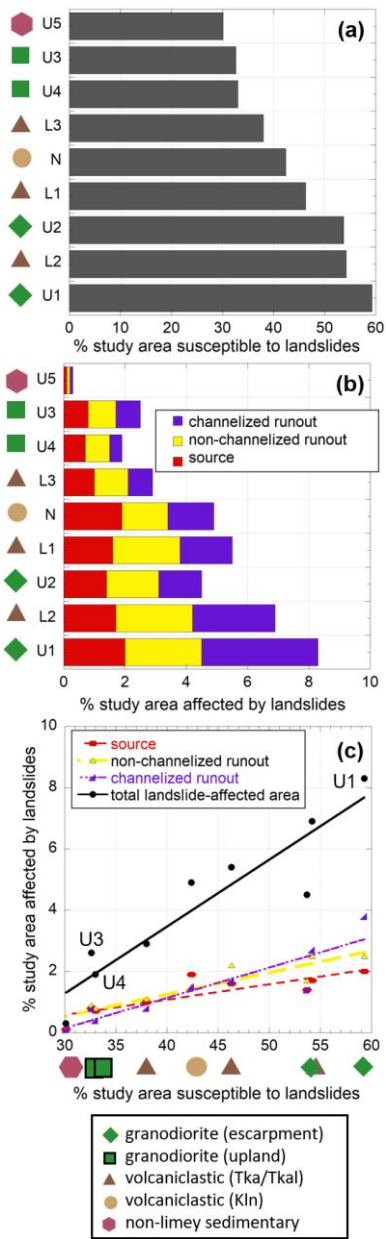 (a)
U5
U3
U4
L3
N
L1
U2
L2
U1
0 10 20 30 40 50 60
% study area susceptible to landslides
(b)
U5
U3
U4
L3
N
L1
U2
L2
U1
channelized runout
non-channelized runout
source
0 2 4 6 8 10
% study area affected by landslides
(c)
10
8
6
4
2
0
% study area affected by landslides
source
non-channelized runout
channelized runout
total landslide-affected area
U1
U3
U4
30 35 40 45 50 55 60
% study area susceptible to landslides
granodiorite (escarpment)
granodiorite (upland)
volcaniclastic (Tka/Tkal)
volcaniclastic (Kln)
non-limey sedimentary